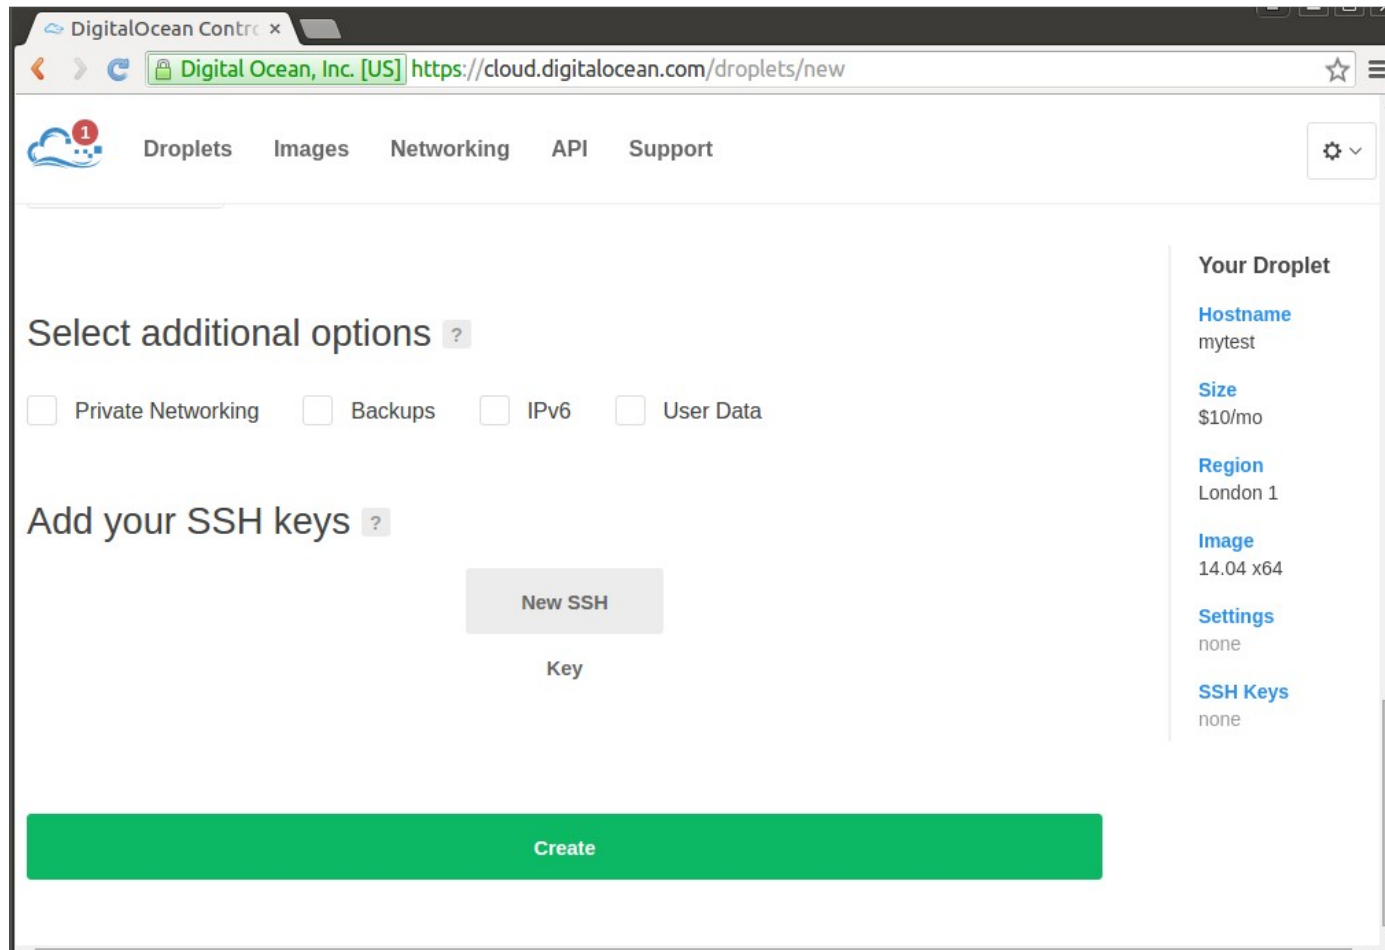 DigitalOcean Contro ×
Digital Ocean, Inc. [US] https://cloud.digitalocean.com/droplets/new
1
Droplets Images Networking API Support
Select additional options ?
Private Networking Backups IPv6 User Data
Add your SSH keys ?
New SSH
Key
Create
Your Droplet
Hostname
mytest
Size
$10/mo
Region
London 1
Image
14.04 x64
Settings
none
SSH Keys
none